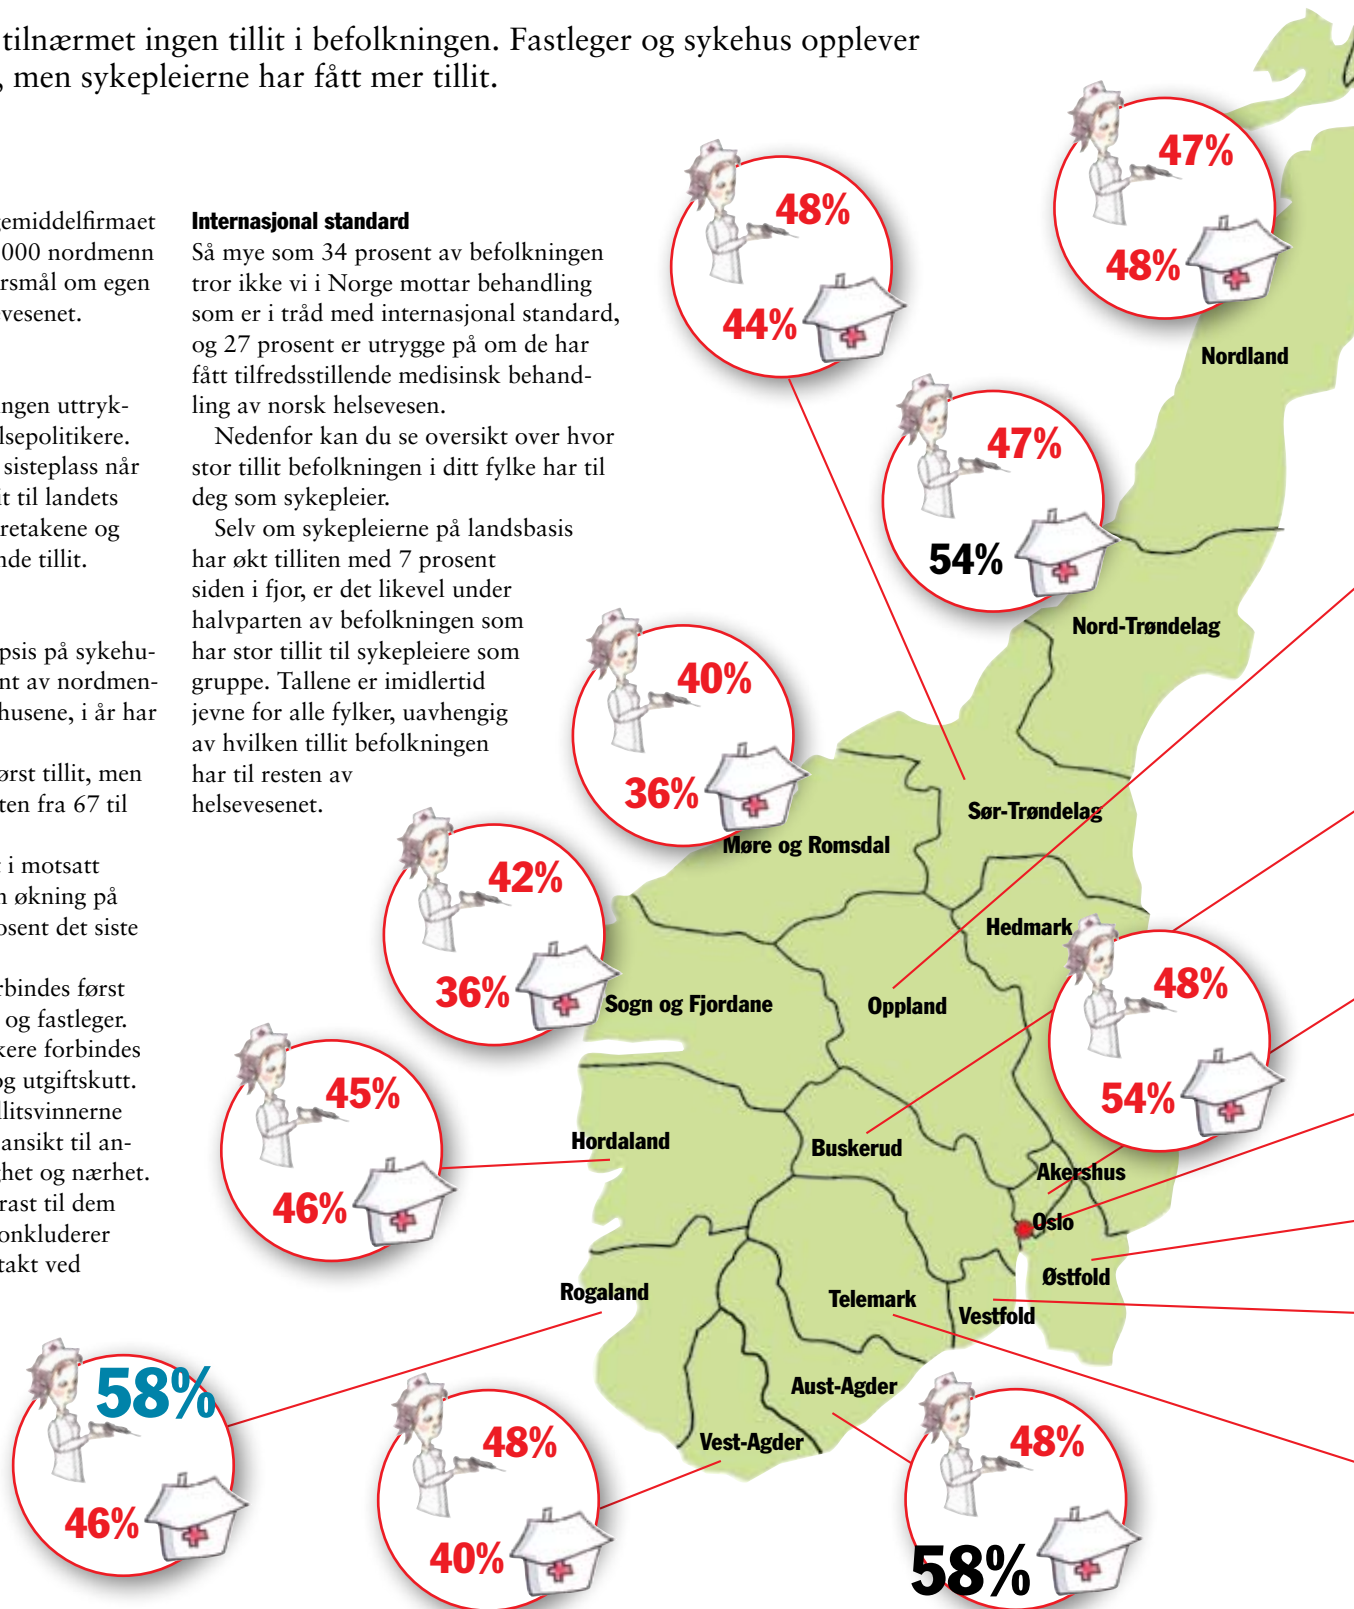 tilnærmet ingen tillit i befolkningen. Fastleger og sykehus opplever
, men sykepleierne har fått mer tillit.
gemiddelfirmaet
000 nordmenn
rsmål om egen
evesenet.
ingen uttryk-
lsepolitikere.
sisteplass når
it til landets
retakene og
nde tillit.
psis på sykehu-
nt av nordmen-
husene, i år har
ørst tillit, men
ten fra 67 til
t i motsatt
n økning på
osent det siste
rbindes først
og fastleger.
kere forbindes
og utgiftskutt.
llitsvinnerne
ansikt til an-
ghet og nærhet.
rast til dem
onkluderer
takt ved
Internasjonal standard
Så mye som 34 prosent av befolkningen
tror ikke vi i Norge mottar behandling
som er i tråd med internasjonal standard,
og 27 prosent er utrygge på om de har
fått tilfredsstillende medisinsk behand-
ling av norsk helsevesen.
Nedenfor kan du se oversikt over hvor
stor tillit befolkningen i ditt fylke har til
deg som sykepleier.
Selv om sykepleierne på landsbasis
har økt tilliten med 7 prosent
siden i fjor, er det likevel under
halvparten av befolkningen som
har stor tillit til sykepleiere som
gruppe. Tallene er imidlertid
jevne for alle fylker, uavhengig
av hvilken tillit befolkningen
har til resten av
helsevesenet.
47%
48%
Nordland
48%
44%
47%
54%
Nord-Trøndelag
40%
36%
Sør-Trøndelag
Møre og Romsdal
42%
36%
Hedmark
Sogn og Fjordane
Oppland
48%
54%
45%
46%
Hordaland
Buskerud
Akershus
Oslo
Østfold
Rogaland
Telemark
Vestfold
Aust-Agder
Vest-Agder
58%
46%
48%
40%
48%
58%